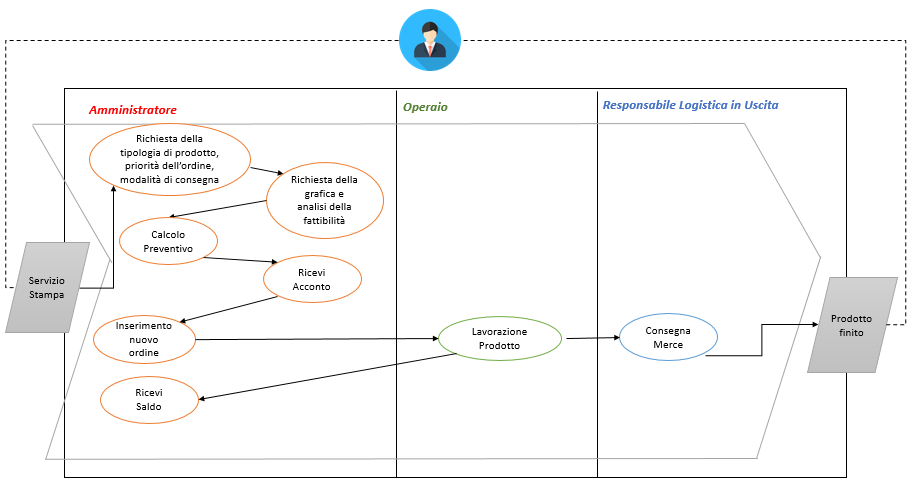 Amministratore
Operaio
Responsabile Logistica in Uscita
Richiesta della
tipologia di prodotto,
priorità dell'ordine,
modalità di consegna
Richiesta della
grafica e
analisi della
fattibilità
Calcolo
Preventivo
Ricevi
Acconto
Servizio
Stampa
Inserimento
nuovo
ordine
Lavorazione
Prodotto
Consegna
Merce
Prodotto
finito
Ricevi
Saldo